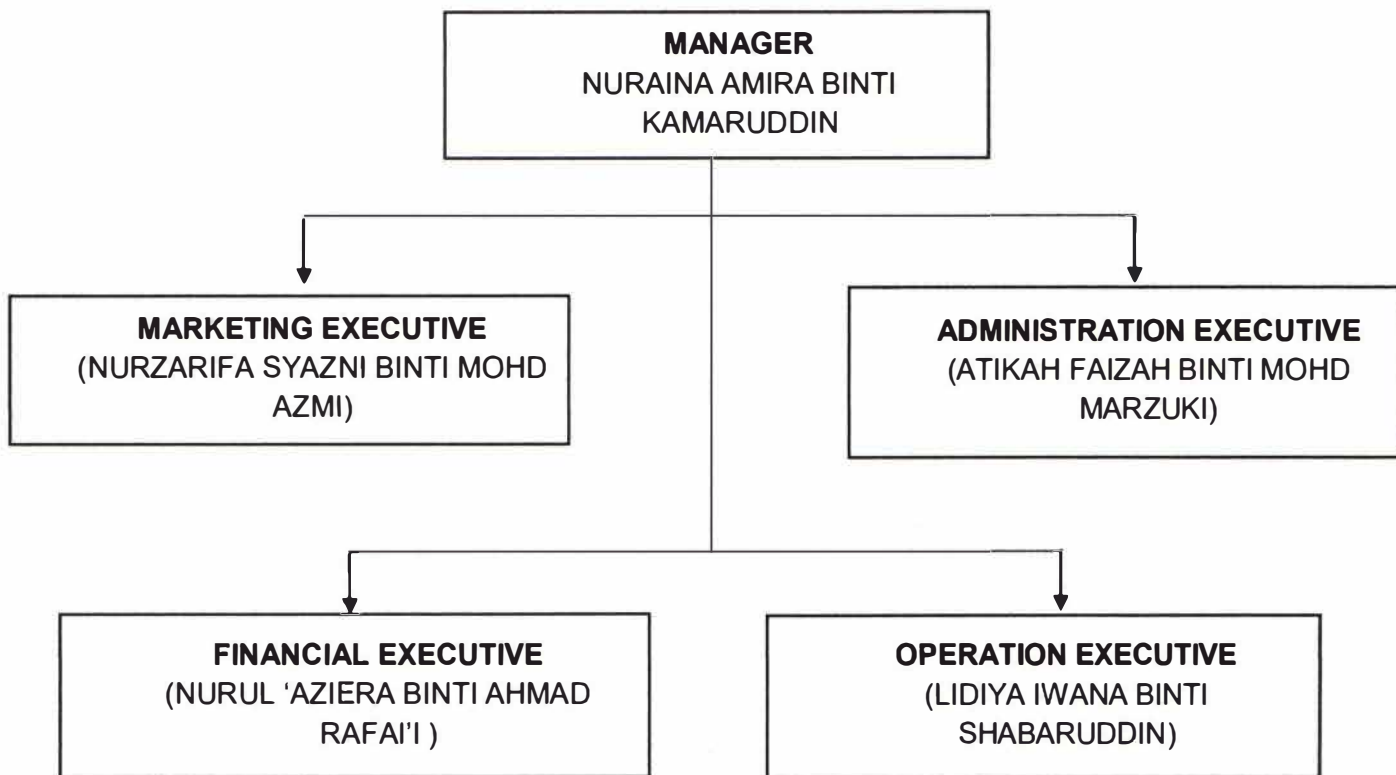 MANAGER
NURAINA AMIRA BINTI
KAMARUDDIN
MARKETING EXECUTIVE
(NURZARIFA SYAZNI BINTI MOHD
AZMI)
ADMINISTRATION EXECUTIVE
(ATIKAH FAIZAH BINTI MOHD
MARZUKI)
FINANCIAL EXECUTIVE
(NURUL ‘AZIERA BINTI AHMAD
RAFAI'I )
OPERATION EXECUTIVE
(LIDIYA IWANA BINTI
SHABARUDDIN)